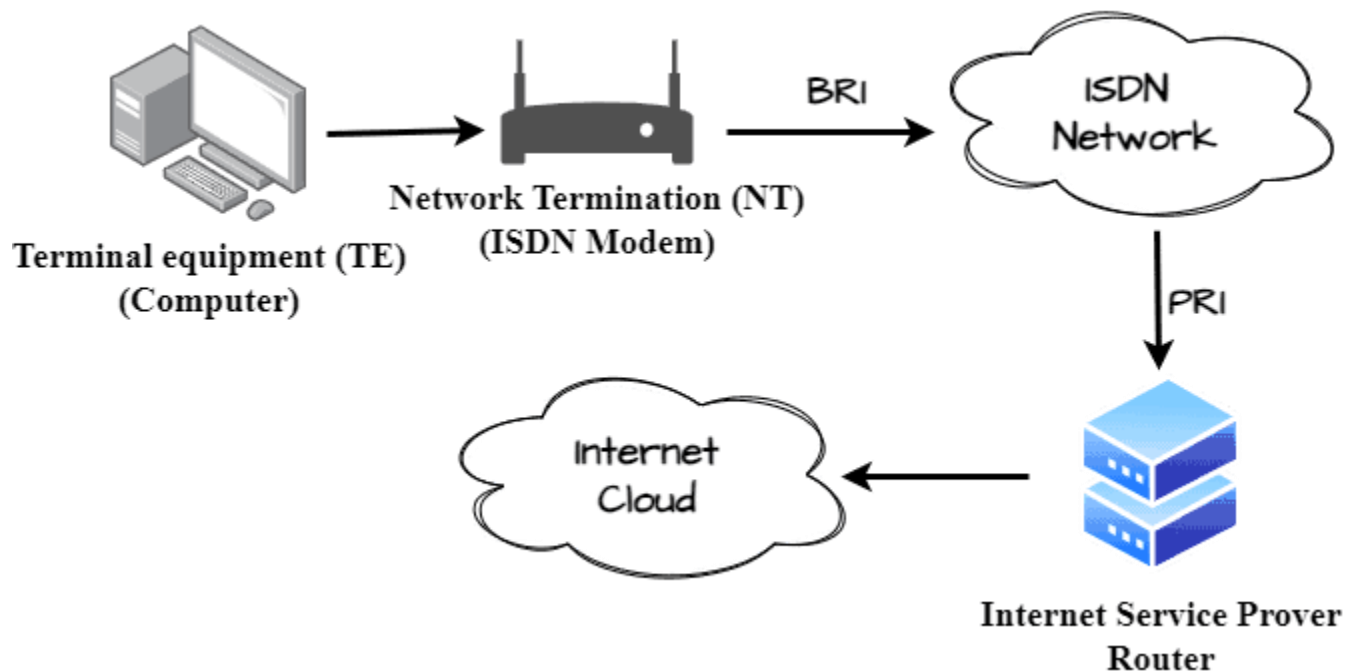 BRI
ISDN
Network
Network Termination (NT)
(ISDN Modem)
Terminal equipment (TE)
(Computer)
PRI
Internet
Cloud
Internet Service Prover
Router